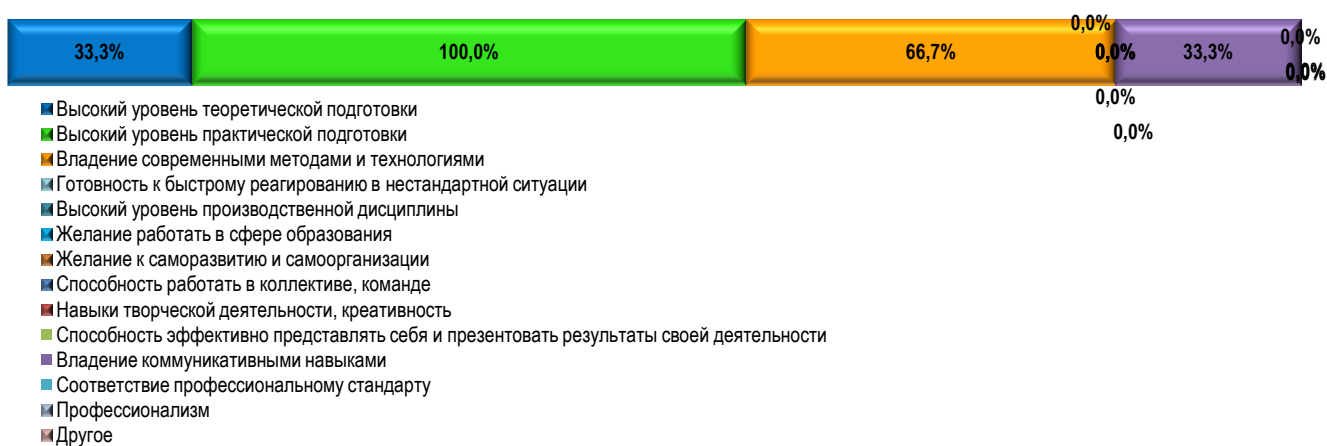 0,0% 0,0%
33,3% 100,0% 66,7% 0,0% 33,3%
0,0%
0,0%
0,0%
Высокий уровень теоретической подготовки
Высокий уровень практической подготовки
Владение современными методами и технологиями
Готовность к быстрому реагированию в нестандартной ситуации
Высокий уровень производственной дисциплины
Желание работать в сфере образования
Желание к саморазвитию и самоорганизации
Способность работать в коллективе, команде
Навыки творческой деятельности, креативность
Способность эффективно представлять себя и презентовать результаты своей деятельности
Владение коммуникативными навыками
Соответствие профессиональному стандарту
Профессионализм
Другое